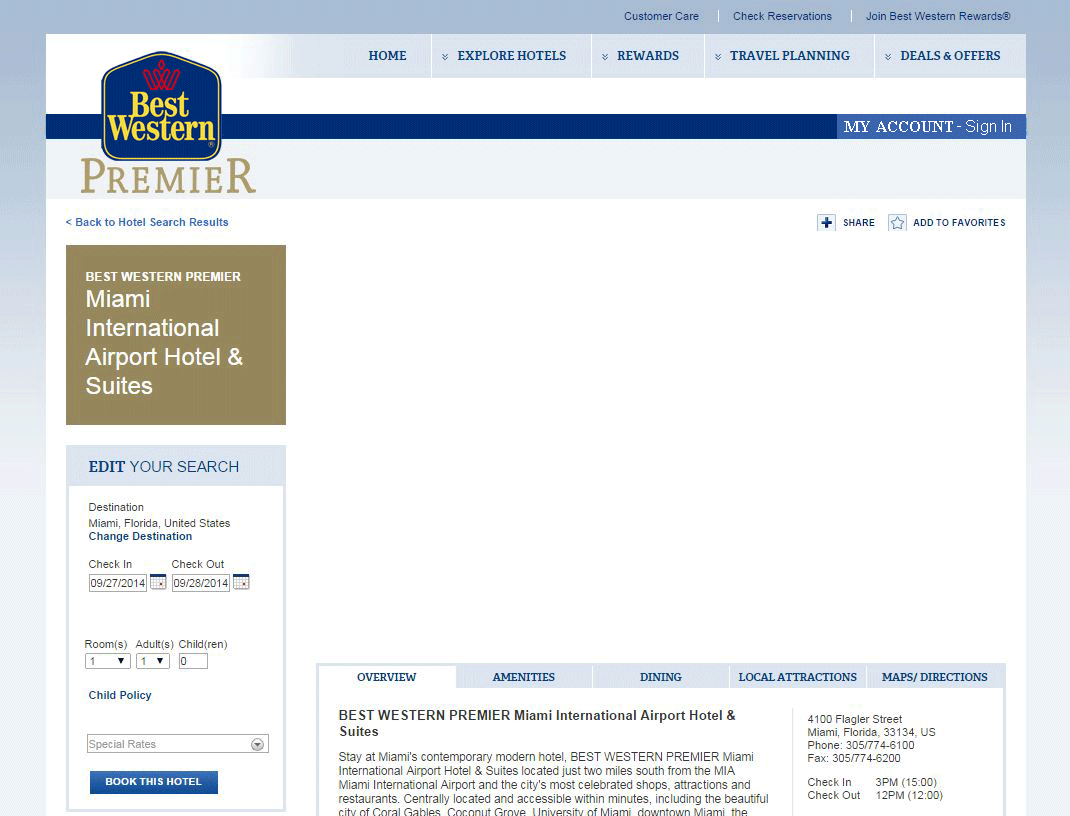 Customer Care
Check Reservations
Join Best Western Rewards®
HOME
EXPLORE HOTELS
REWARDS
TRAVEL PLANNING
DEALS & OFFERS
Best
Western®
PREMIER
MY ACCOUNT - Sign In
< Back to Hotel Search Results
SHARE
ADD TO FAVORITES
BEST WESTERN PREMIER
Miami
International
Airport Hotel &
Suites
EDIT YOUR SEARCH
Destination
Miami, Florida, United States
Change Destination
Check In Check Out
09/27/2014 09/28/2014
Room(s) Adult(s) Child(ren)
1 1 0
Child Policy
Special Rates
BOOK THIS HOTEL
OVERVIEW
AMENITIES
DINING
LOCAL ATTRACTIONS
MAPS/ DIRECTIONS
BEST WESTERN PREMIER Miami International Airport Hotel &
Suites
Stay at Miami's contemporary modern hotel, BEST WESTERN PREMIER Miami
International Airport Hotel & Suites located just two miles south from the MIA
Miami International Airport and the city's most celebrated shops, attractions and
restaurants. Centrally located and accessible within minutes, including the beautiful
city of Coral Gables, Coconut Grove, University of Miami, downtown Miami, the
4100 Flagler Street
Miami, Florida, 33134, US
Phone: 305/774-6100
Fax: 305/774-6200
Check In 3PM (15:00)
Check Out 12PM (12:00)